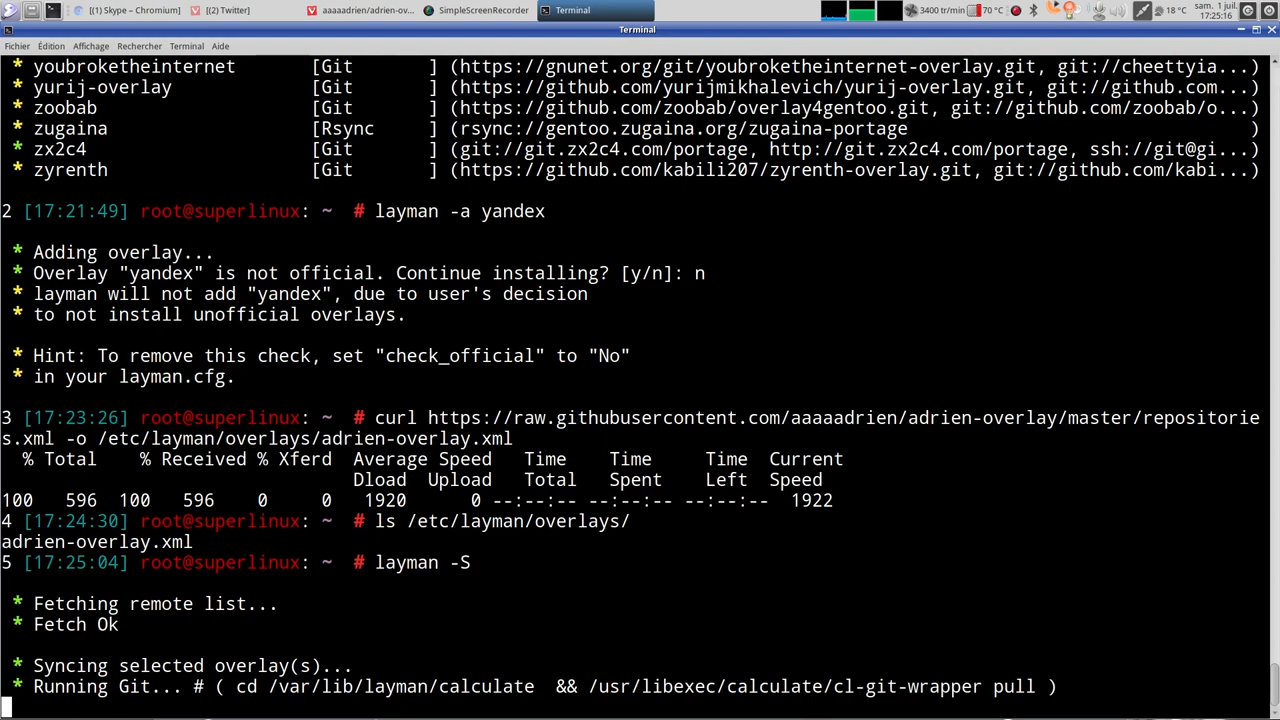 [(1) Skype – Chromium] [(2) Twitter] aaaaadrien/adrien-ov... SimpleScreenRecorder Terminal 3400 tr/min 70 °C 18 °C sam. 1 juil. 17:25:16
Terminal
Fichier Édition Affichage Rechercher Terminal Aide
* youbroketheinternet [Git ] (https://gnunet.org/git/youbroketheinternet-overlay.git, git://cheettyia...)
* yurij-overlay [Git ] (https://github.com/yurijmikhalevich/yurij-overlay.git, git://github.com...)
* zoobab [Git ] (https://github.com/zoobab/overlay4gentoo.git, git://github.com/zoobab/o...)
* zugaina [Rsync ] (rsync://gentoo.zugaina.org/zugaina-portage )
* zx2c4 [Git ] (git://git.zx2c4.com/portage, http://git.zx2c4.com/portage, ssh://git@gi...)
* zyrenth [Git ] (https://github.com/kabili207/zyrenth-overlay.git, git://github.com/kabi...)
2 [17:21:49] root@superlinux: ~ # layman -a yandex
* Adding overlay...
* Overlay "yandex" is not official. Continue installing? [y/n]: n
* layman will not add "yandex", due to user's decision
* to not install unofficial overlays.
* Hint: To remove this check, set "check_official" to "No"
* in your layman.cfg.
3 [17:23:26] root@superlinux: ~ # curl https://raw.githubusercontent.com/aaaaadrien/adrien-overlay/master/repositorie
s.xml -o /etc/layman/overlays/adrien-overlay.xml
% Total % Received % Xferd Average Speed Time Time Time Current
Dload Upload Total Spent Left Speed
100 596 100 596 0 0 1920 0 --:--:-- --:--:-- --:--:-- 1922
4 [17:24:30] root@superlinux: ~ # ls /etc/layman/overlays/
adrien-overlay.xml
5 [17:25:04] root@superlinux: ~ # layman -S
* Fetching remote list...
* Fetch Ok
* Syncing selected overlay(s)...
* Running Git... # ( cd /var/lib/layman/calculate && /usr/libexec/calculate/cl-git-wrapper pull )